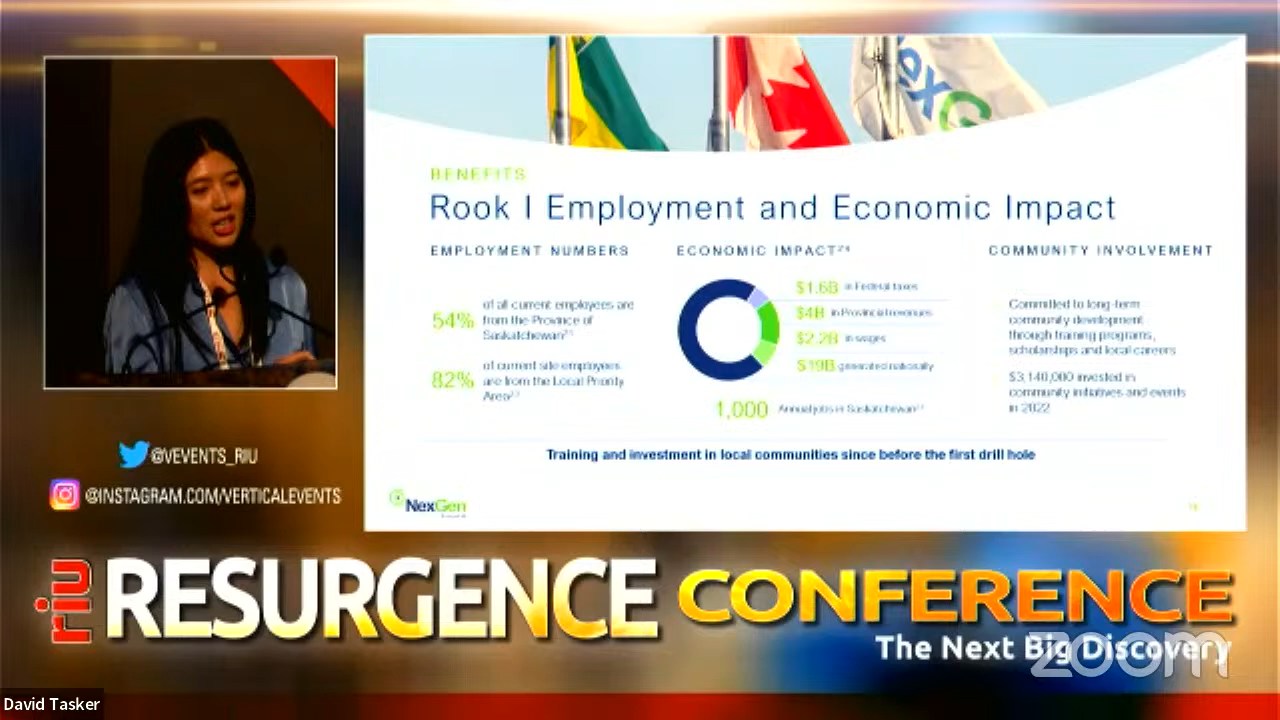 NexG
BENEFITS
Rook I Employment and Economic Impact
EMPLOYMENT NUMBERS
54%
of all current employees are
from the Province of
Saskatchewan
82%
of current site employees
are from the Local Priority
Area
ECONOMIC IMPACT
$1.6B in Federal taxes
$4B in Provincial revenues
$2.2B in wages
$19B generated nationally
1,000 Annual jobs in Saskatchewan
COMMUNITY INVOLVEMENT
Committed to long-term
community development
through training programs,
scholarships and local careers
$3,140,000 invested in
community initiatives and events
in 2022
Training and investment in local communities since before the first drill hole
NexGen
@VEVENTS_RIU
@INSTAGRAM.COM/VERTICALEVENTS
riu RESURGENCE CONFERENCE
The Next Big Discovery
zoom
David Tasker